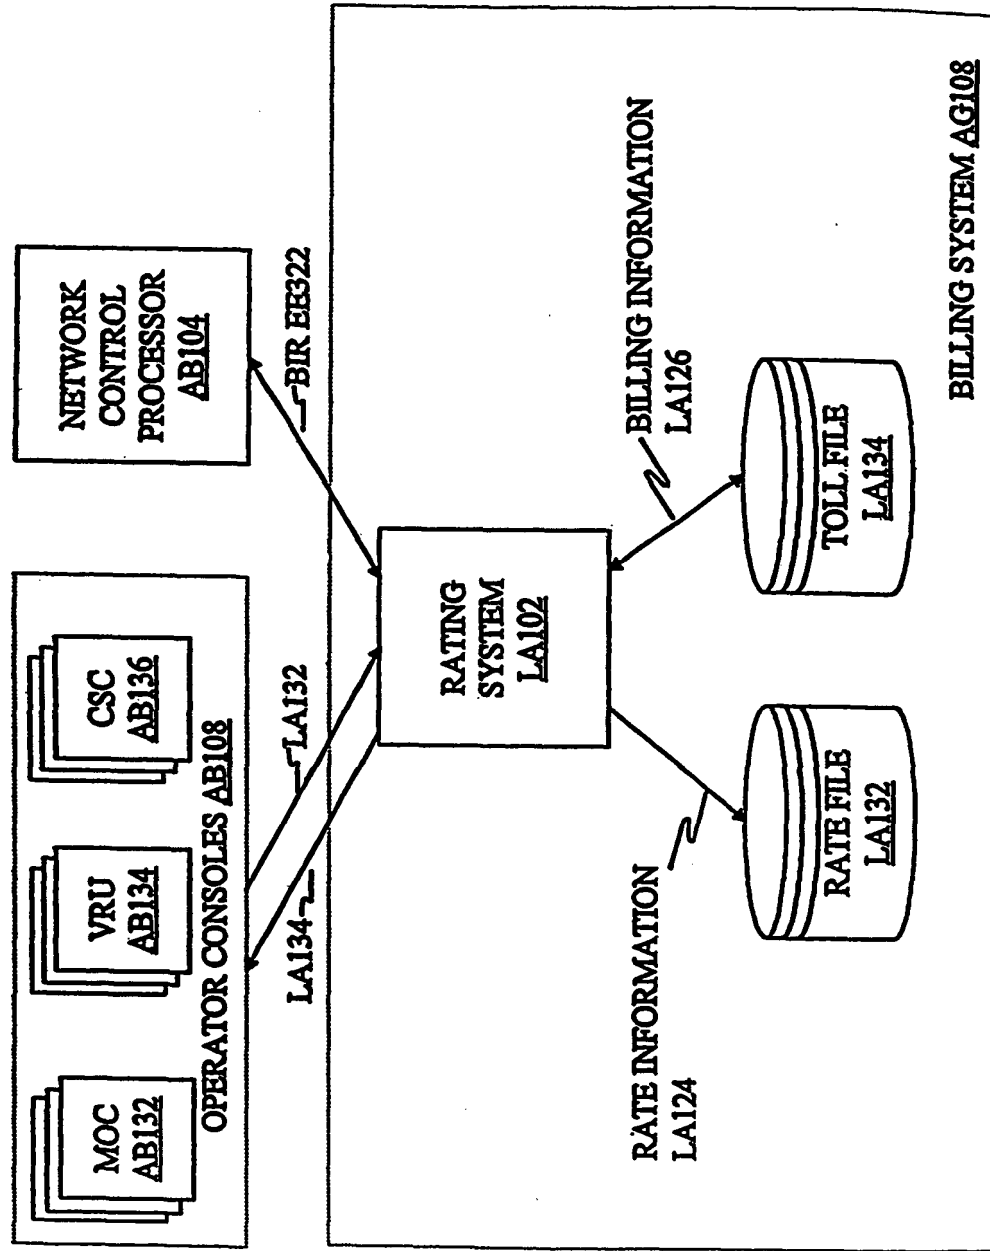 MOC
AB132
VRU
AB134
CSC
AB136
OPERATOR CONSOLES AB108
NETWORK
CONTROL
PROCESSOR
AB104
LA134
LA132
BIR EE322
RATING
SYSTEM
LA102
RATE INFORMATION
LA124
BILLING INFORMATION
LA126
RATE FILE
LA132
TOLL FILE
LA134
BILLING SYSTEM AG108